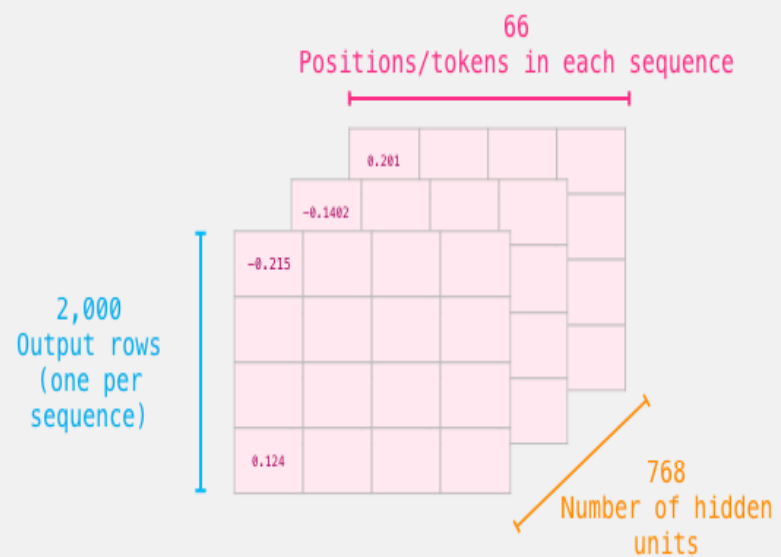 66
Positions/tokens in each sequence
0.201
-0.1402
-0.215
2,000
Output rows
(one per
sequence)
0.124
768
Number of hidden
units